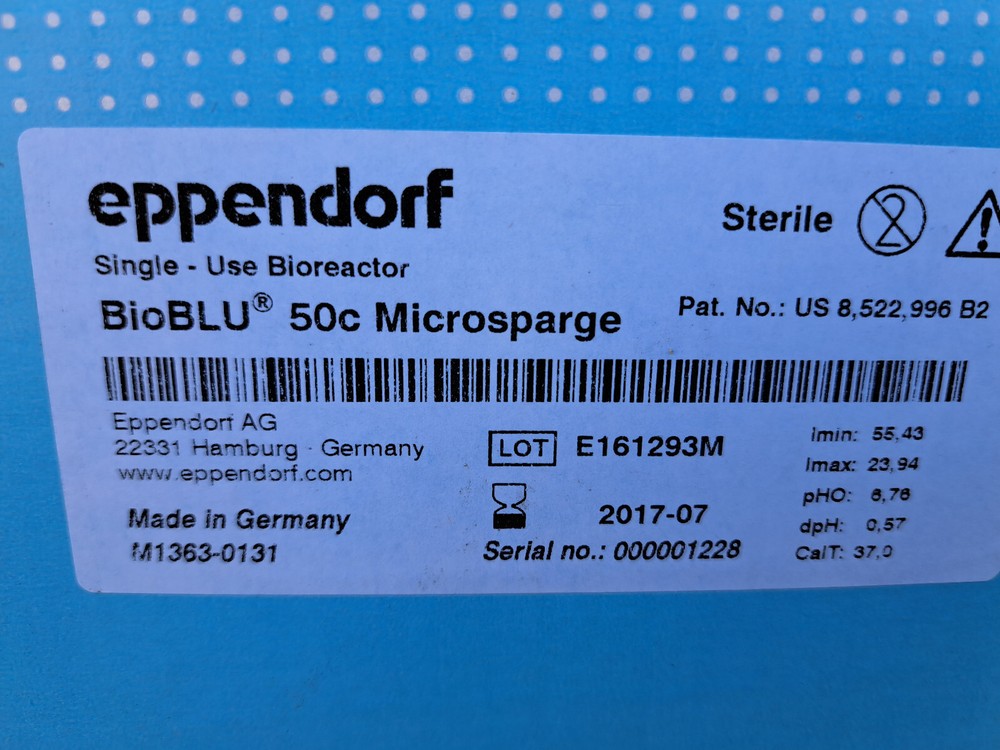 eppendorf
Sterile
Single - Use Bioreactor
BioBLU® 50c Microsparge
Pat. No.: US 8,522,996 B2
Eppendorf AG
22331 Hamburg · Germany
www.eppendorf.com
Made in Germany
M1363-0131
LOT E161293M
2017-07
Serial no.: 000001228
Imin: 55,43
Imax: 23,94
pHO: 6,76
dpH: 0,57
CalT: 37,0